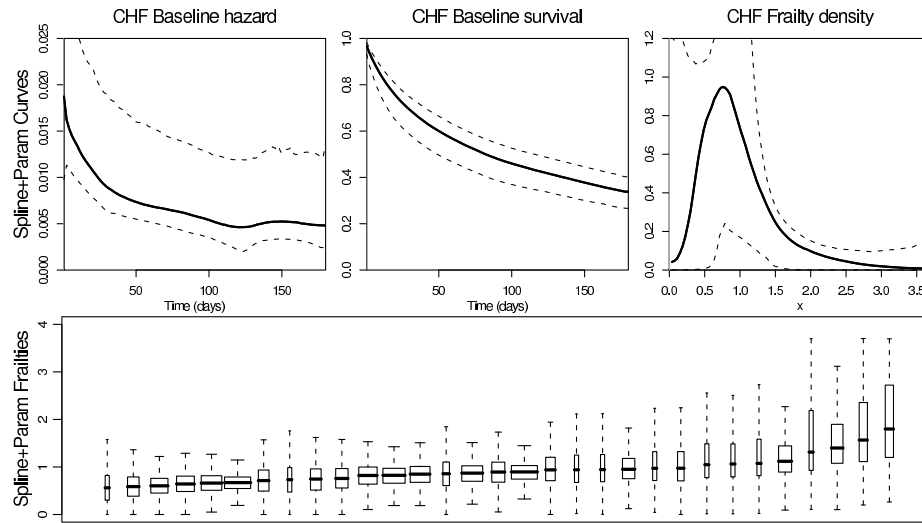 CHF Baseline hazard
CHF Baseline survival
CHF Frailty density
Spline+Param Curves
0.000 0.005 0.010 0.015 0.020 0.025
50 100 150
Time (days)
0.0 0.2 0.4 0.6 0.8 1.0
50 100 150
Time (days)
0.0 0.2 0.4 0.6 0.8 1.0 1.2
0.0 0.5 1.0 1.5 2.0 2.5 3.0 3.5
x
Spline+Param Frailties
0 1 2 3 4